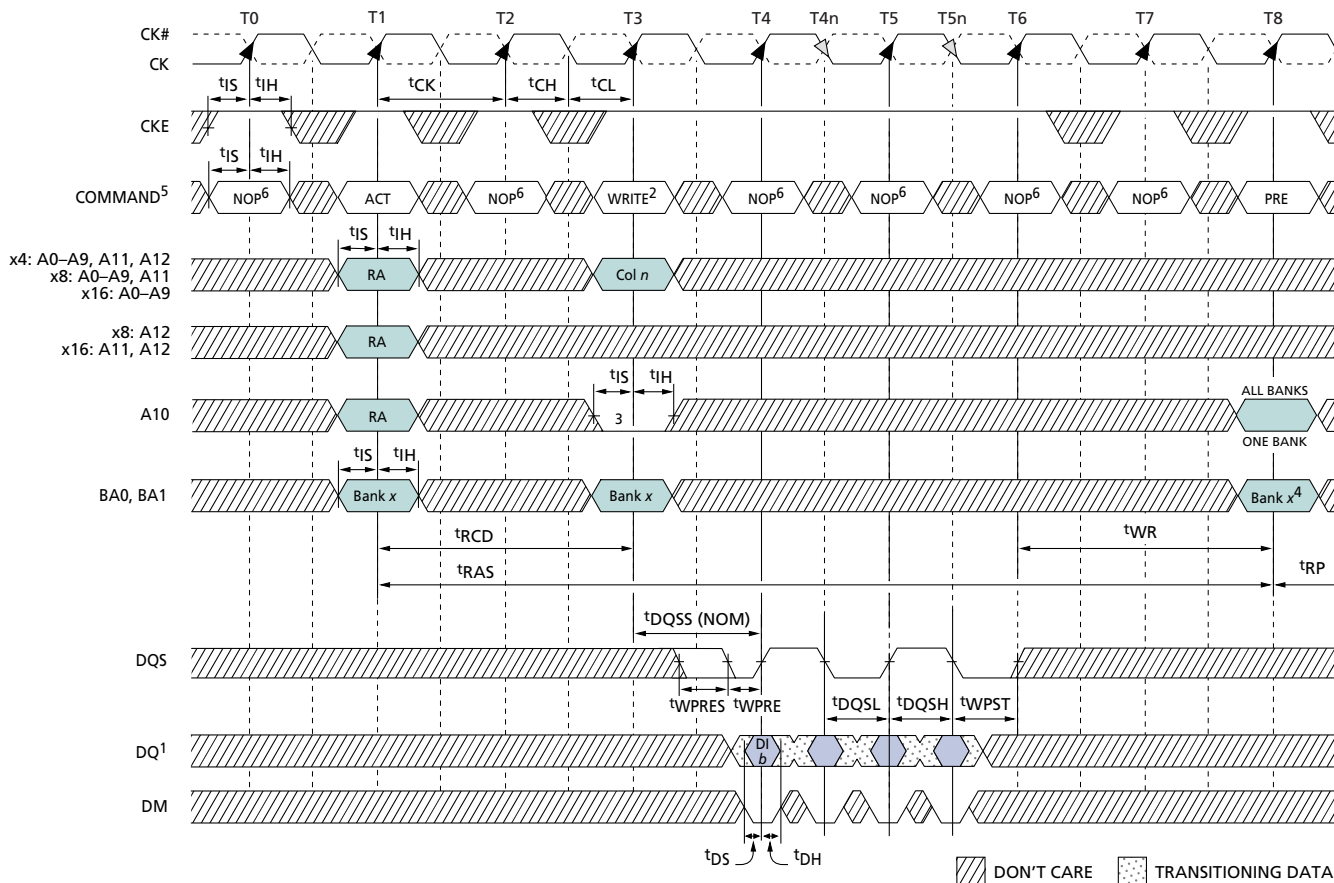 T0 T1 T2 T3 T4 T4n T5 T5n T6 T7 T8
CK#
CK
tIS tIH tCK tCH tCL
CKE
tIS tIH
COMMAND5 NOP6 ACT NOP6 WRITE2 NOP6 NOP6 NOP6 NOP6 PRE
tIS tIH
x4: A0–A9, A11, A12
x8: A0–A9, A11
x16: A0–A9
RA Col n
x8: A12
x16: A11, A12
RA
tIS tIH
ALL BANKS
A10 RA 3
ONE BANK
tIS tIH
BA0, BA1 Bank x Bank x Bank x4
tRCD tWR
tRAS tRP
tDQSS (NOM)
DQS
tWPRES tWPRE tDQSL tDQSH tWPST
DQ1 DI
b
DM
tDS tDH
DON'T CARE TRANSITIONING DATA